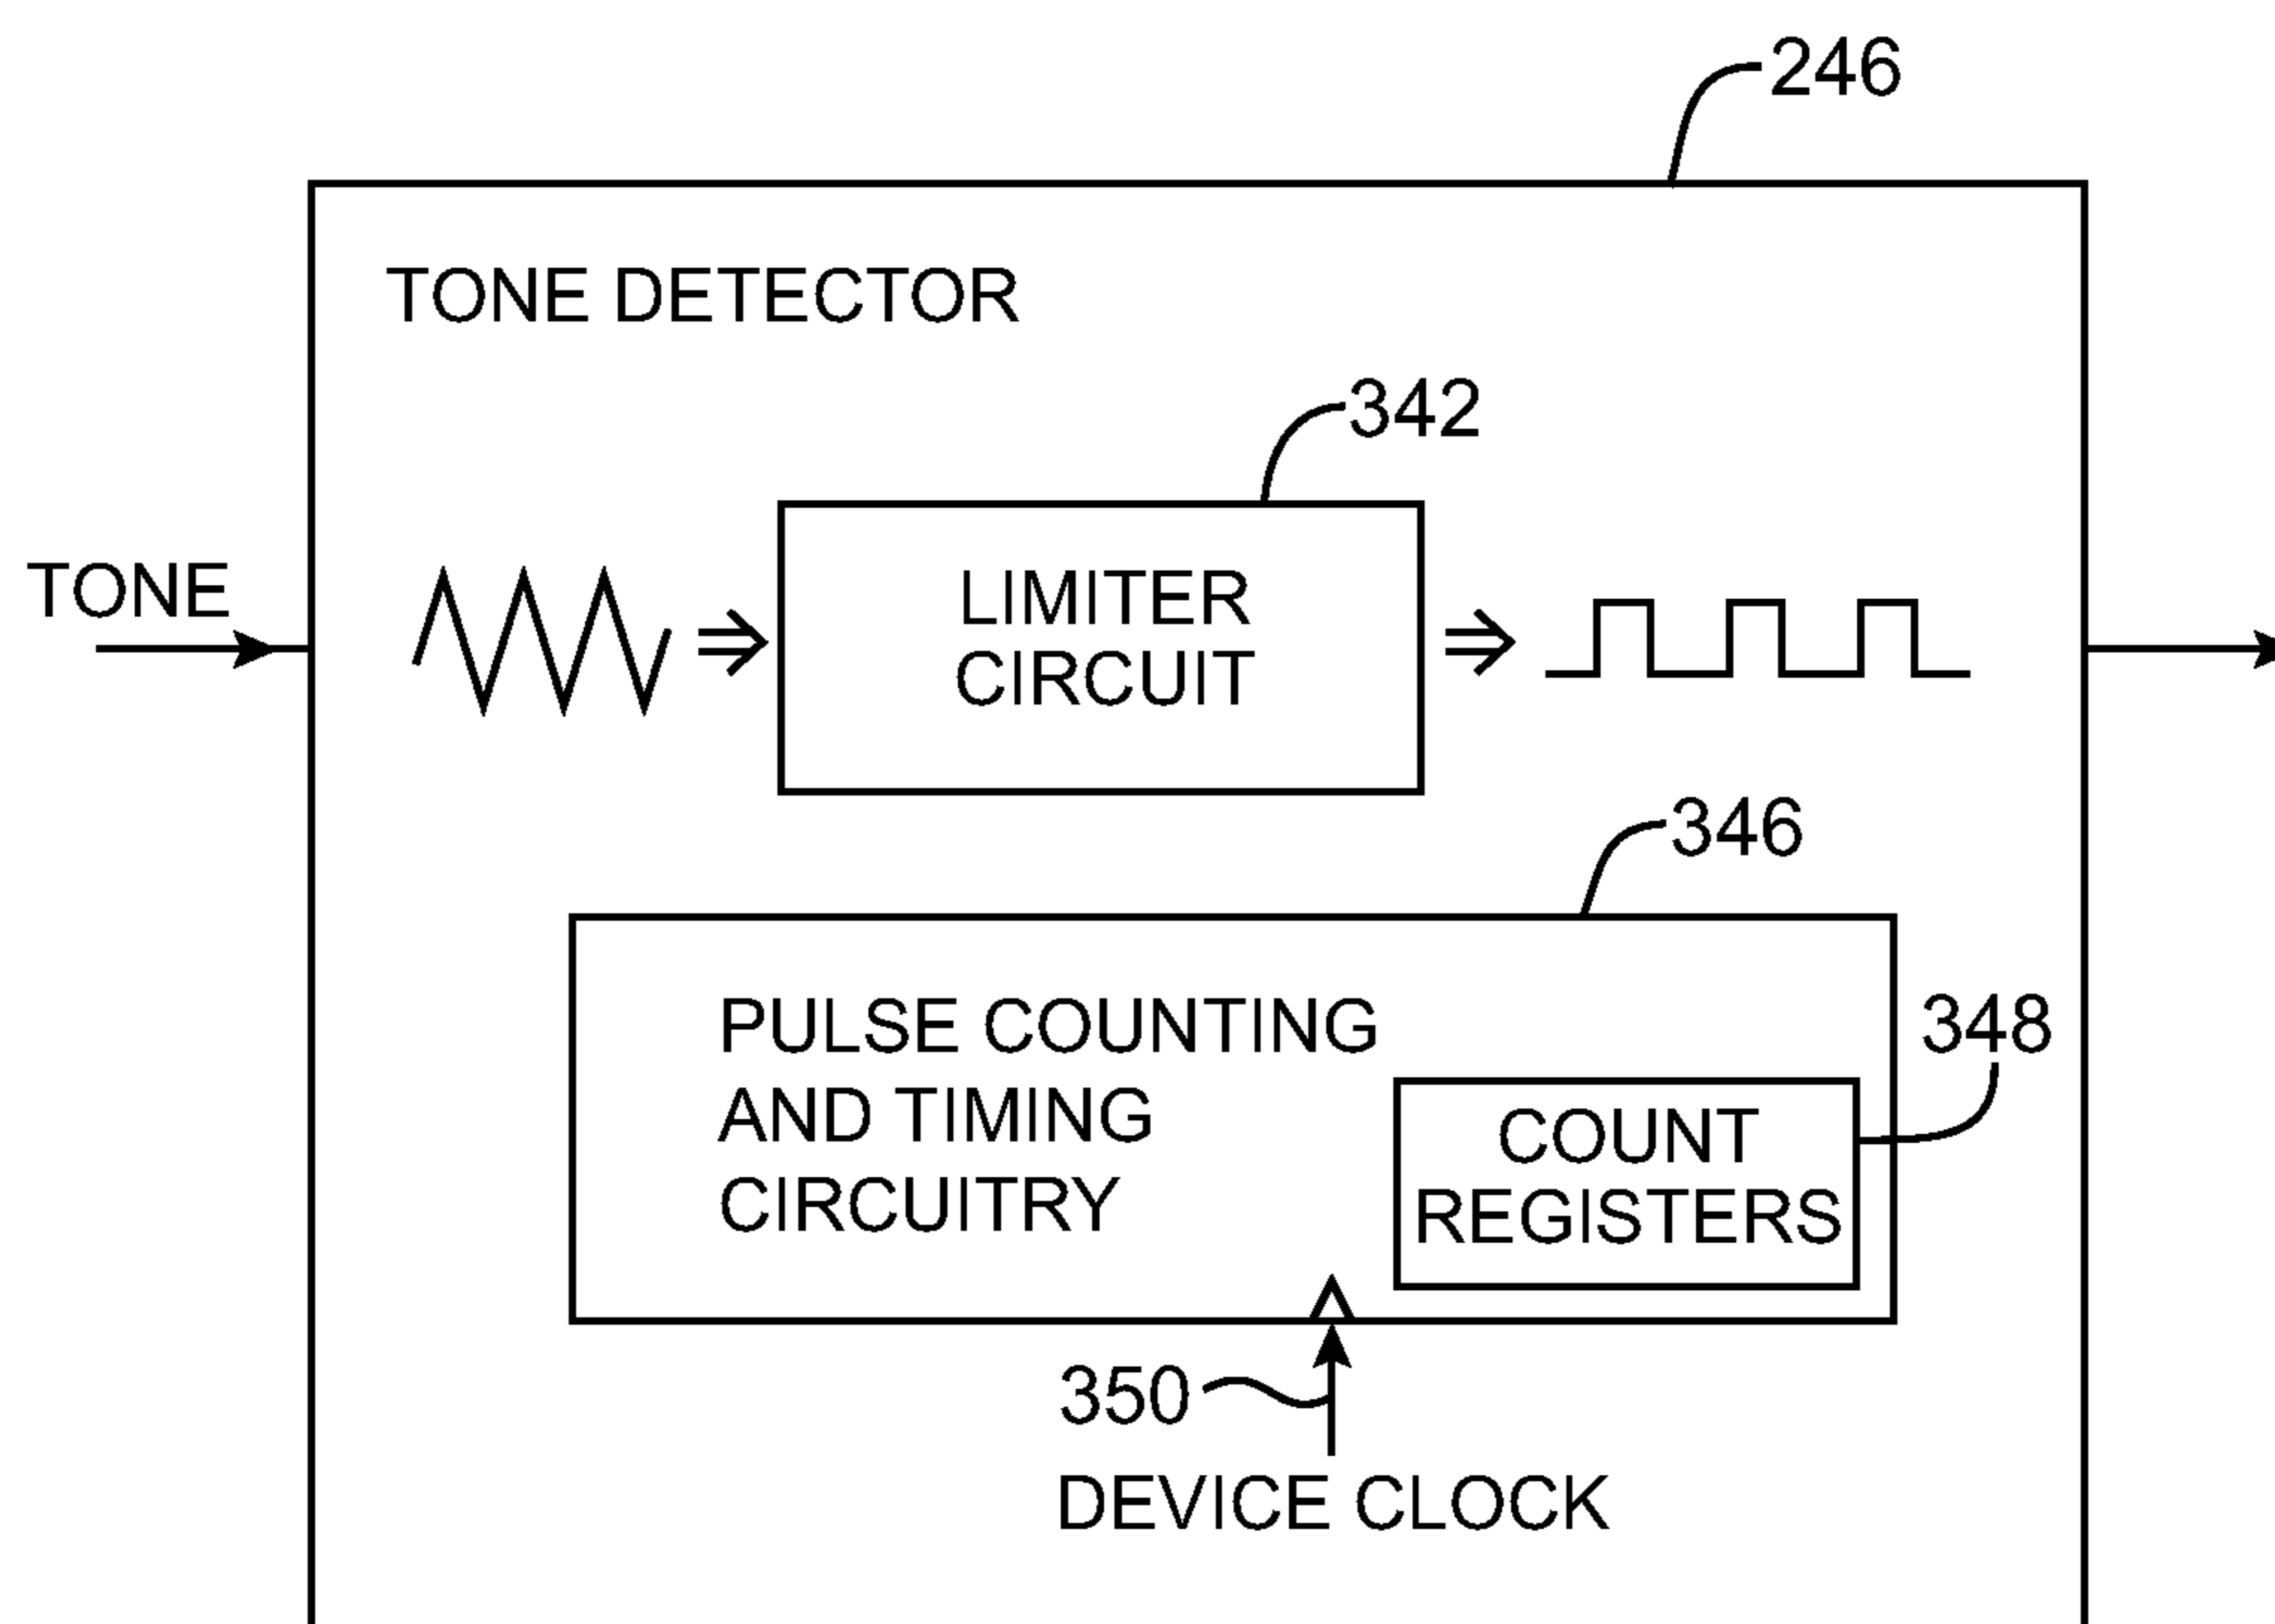 246
TONE DETECTOR
342
TONE
LIMITER
CIRCUIT
346
PULSE COUNTING
AND TIMING
CIRCUITRY
348
COUNT
REGISTERS
350
DEVICE CLOCK